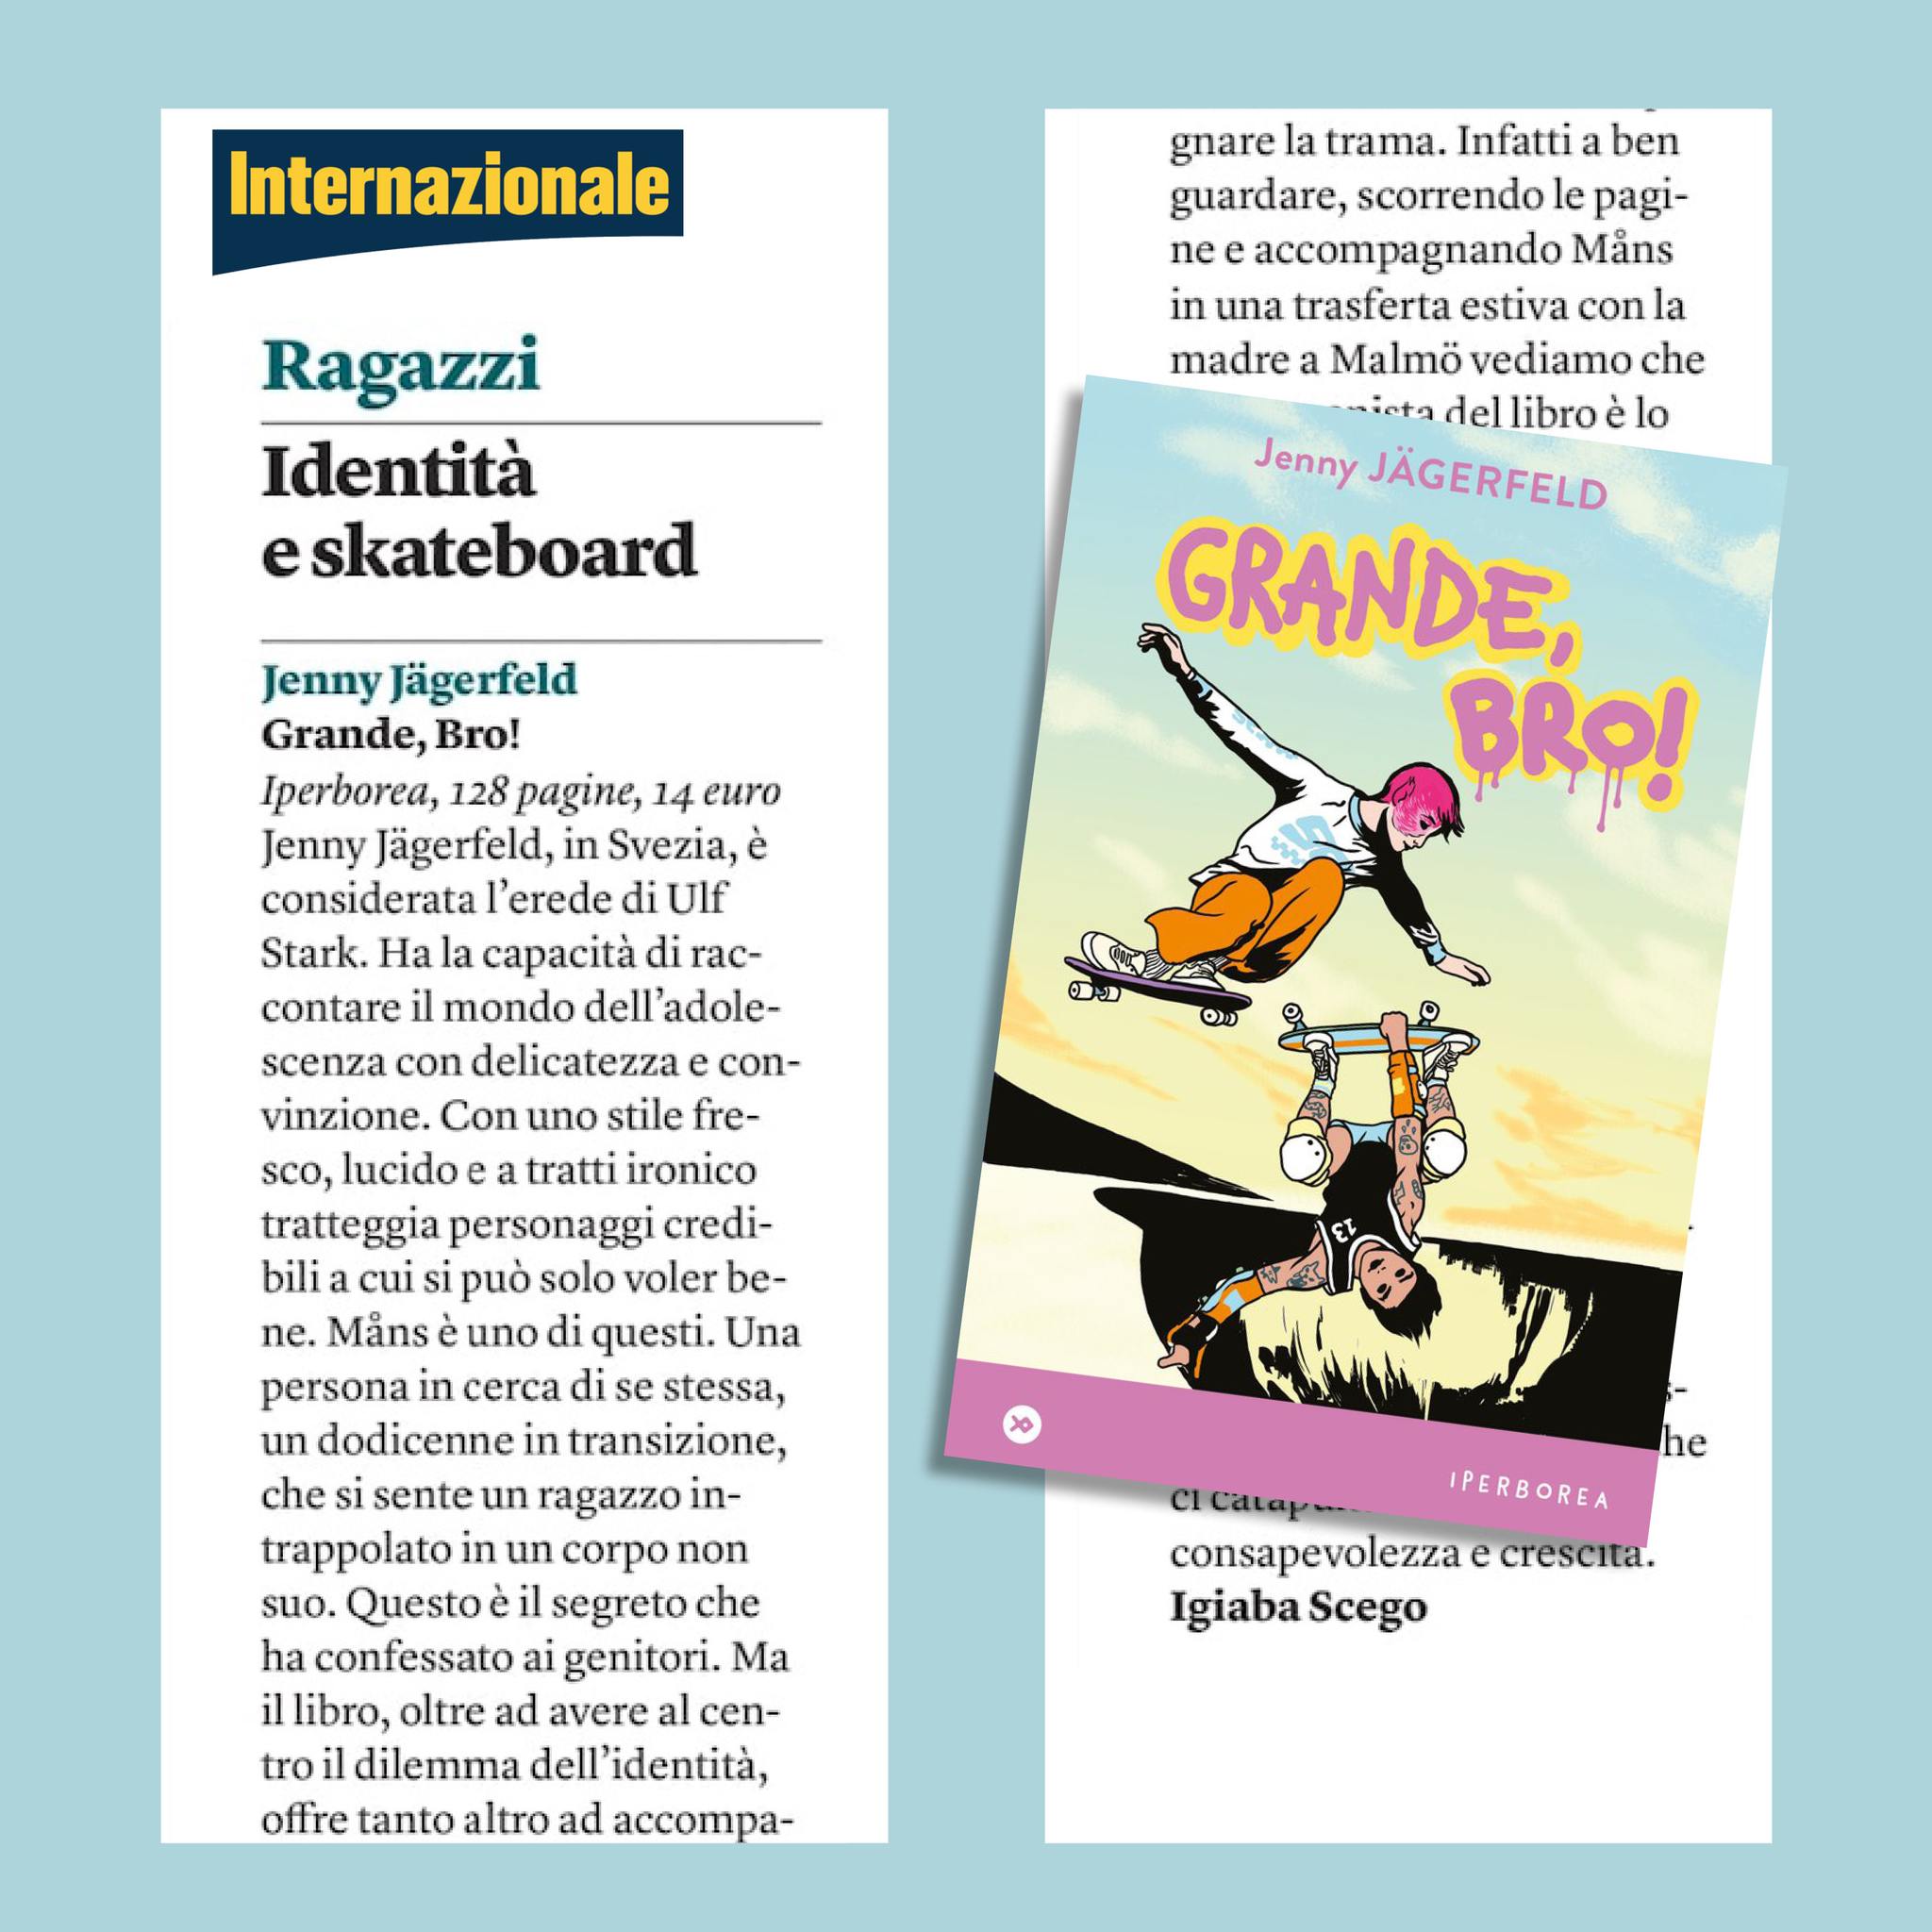 Internazionale
Ragazzi
Identità
e skateboard
Jenny Jägerfeld
Grande, Bro!
Iperborea, 128 pagine, 14 euro
Jenny Jägerfeld, in Svezia, è
considerata l’erede di Ulf
Stark. Ha la capacità di rac-
contare il mondo dell’adole-
scenza con delicatezza e con-
vinzione. Con uno stile fre-
sco, lucido e a tratti ironico
tratteggia personaggi credi-
bili a cui si può solo voler be-
ne. Måns è uno di questi. Una
persona in cerca di se stessa,
un dodicenne in transizione,
che si sente un ragazzo in-
trappolato in un corpo non
suo. Questo è il segreto che
ha confessato ai genitori. Ma
il libro, oltre ad avere al cen-
tro il dilemma dell’identità,
offre tanto altro ad accompa-
gnare la trama. Infatti a ben
guardare, scorrendo le pagi-
ne e accompagnando Måns
in una trasferta estiva con la
madre a Malmö vediamo che
del libro è lo
Jenny JÄGERFELD
GRANDE,
BRO!
13
IPERBOREA
ci
consapevolezza e crescita.
Igiaba Scego